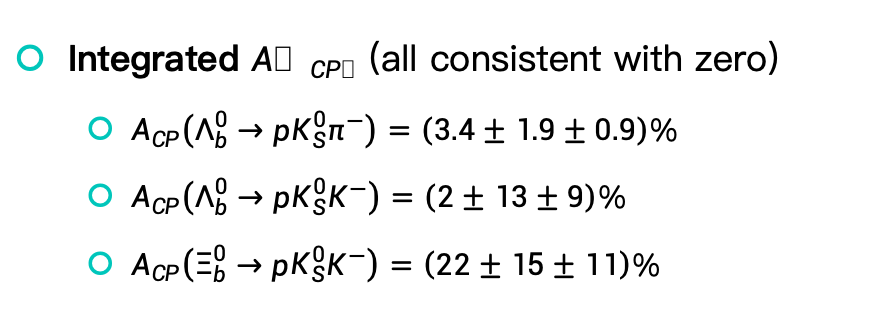 Integrated A□ CP□ (all consistent with zero)
A_CP(Λ_b^0 → pK_S^0π⁻) = (3.4 ± 1.9 ± 0.9)%
A_CP(Λ_b^0 → pK_S^0K⁻) = (2 ± 13 ± 9)%
A_CP(Ξ_b^0 → pK_S^0K⁻) = (22 ± 15 ± 11)%